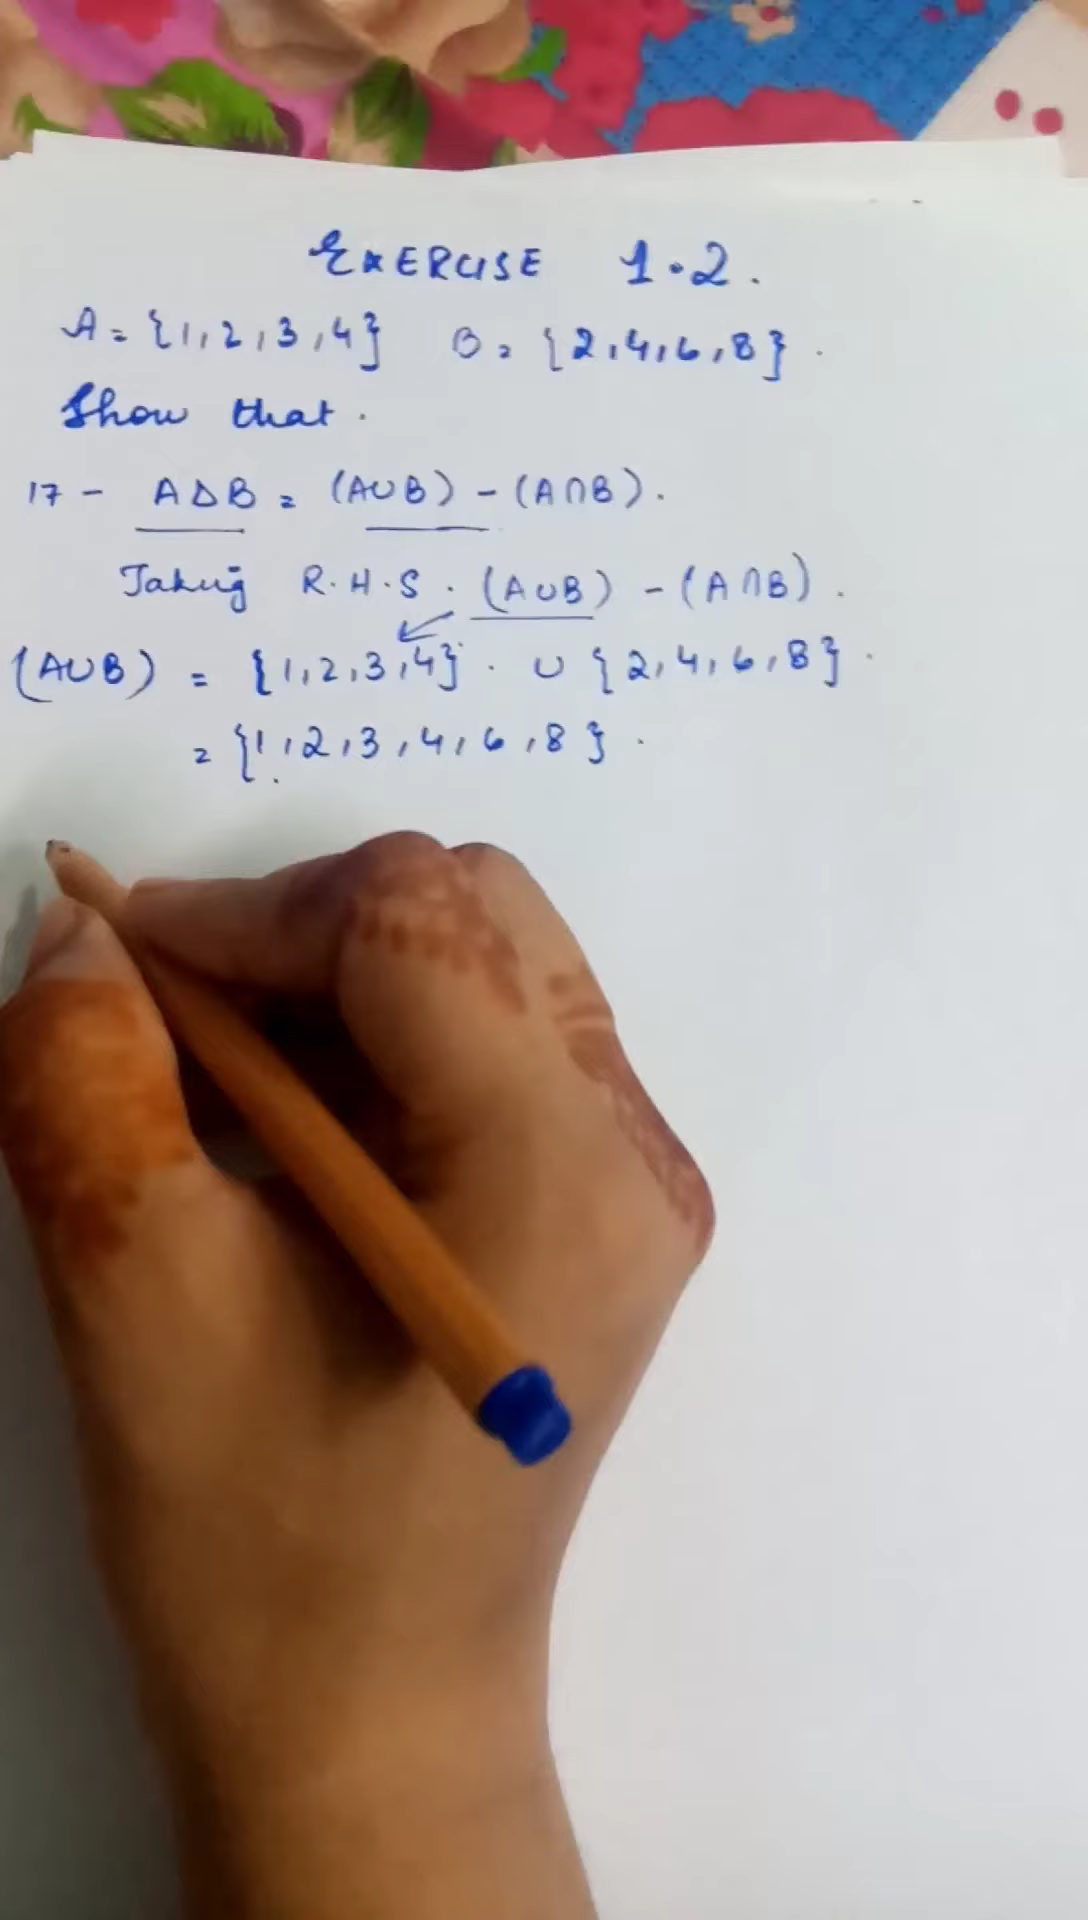 EXERCISE 1.2.
A = {1, 2, 3, 4} B = {2, 4, 6, 8}.
Show that.
17 - A Δ B = (A∪B) - (A∩B).
Taking R.H.S. (A∪B) - (A∩B).
(A∪B) = {1, 2, 3, 4}. ∪ {2, 4, 6, 8}.
= {1, 2, 3, 4, 6, 8}.